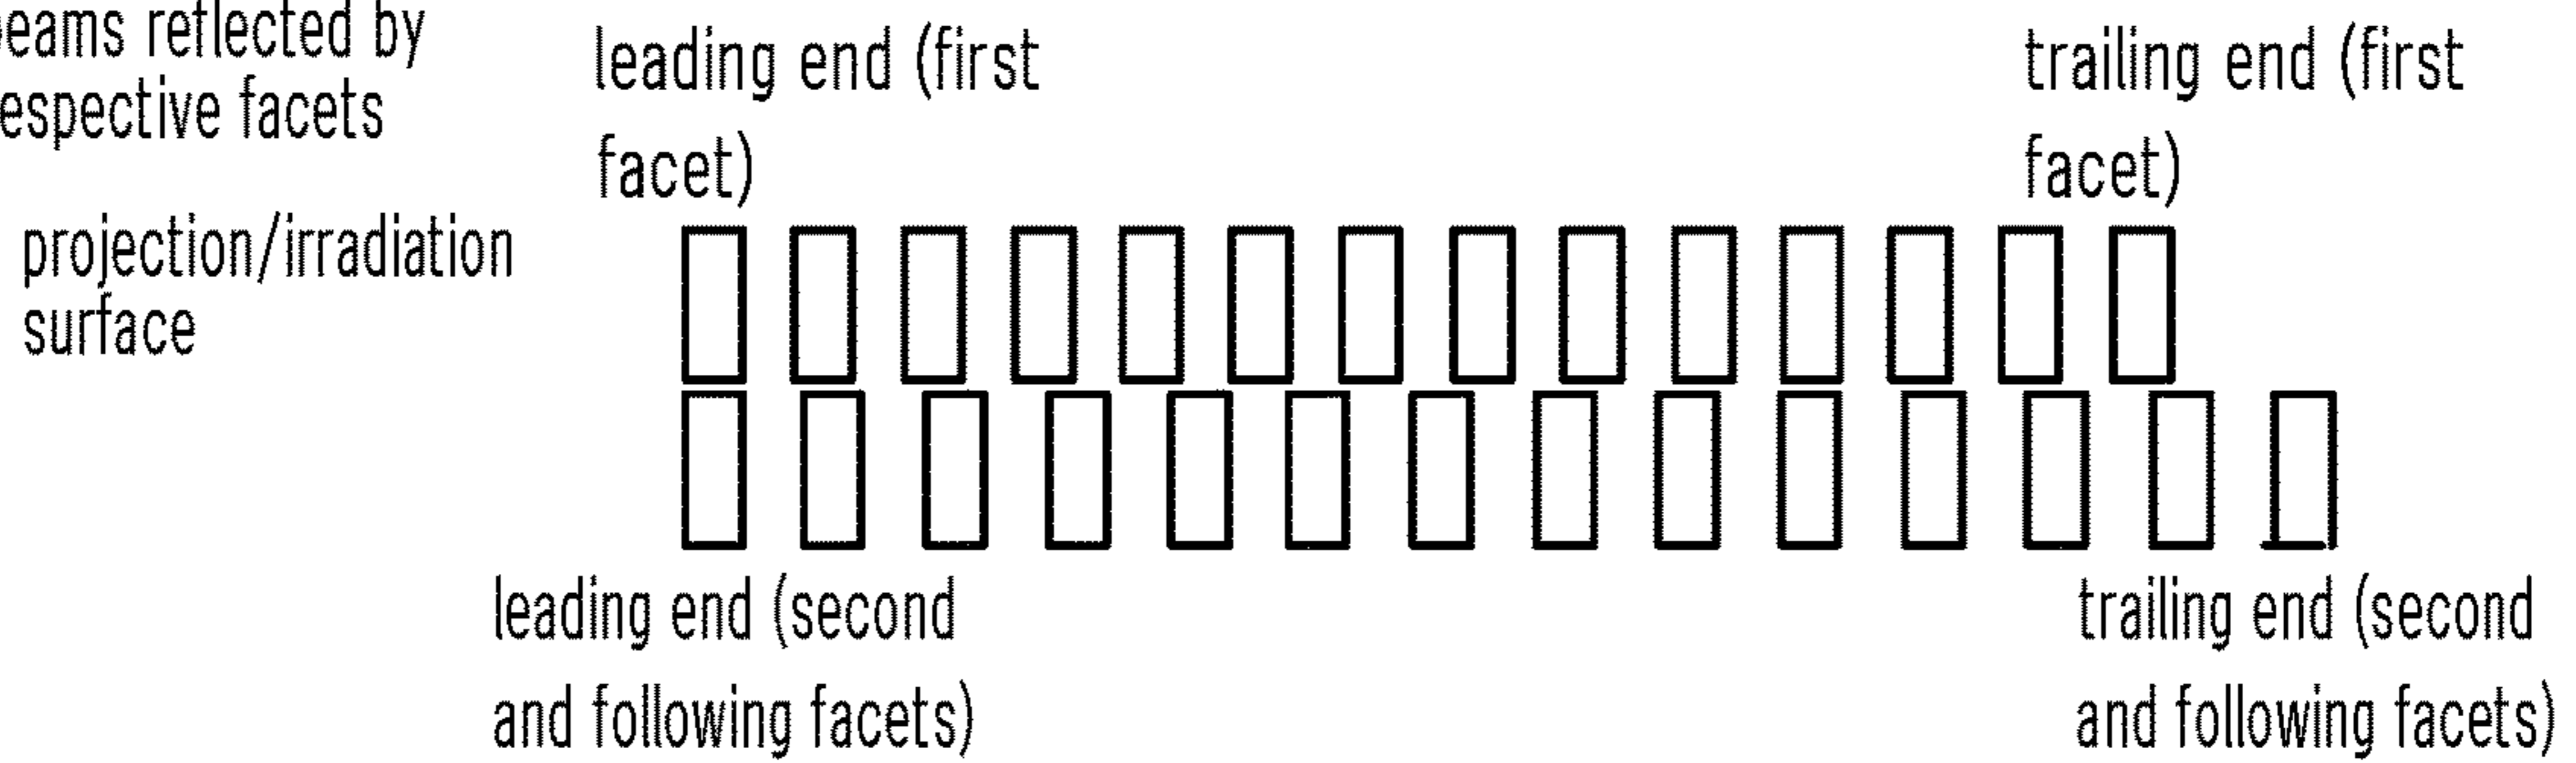 eams reflected by
espective facets
projection/irradiation
surface
leading end (first
facet)
trailing end (first
facet)
leading end (second
and following facets)
trailing end (second
and following facets)